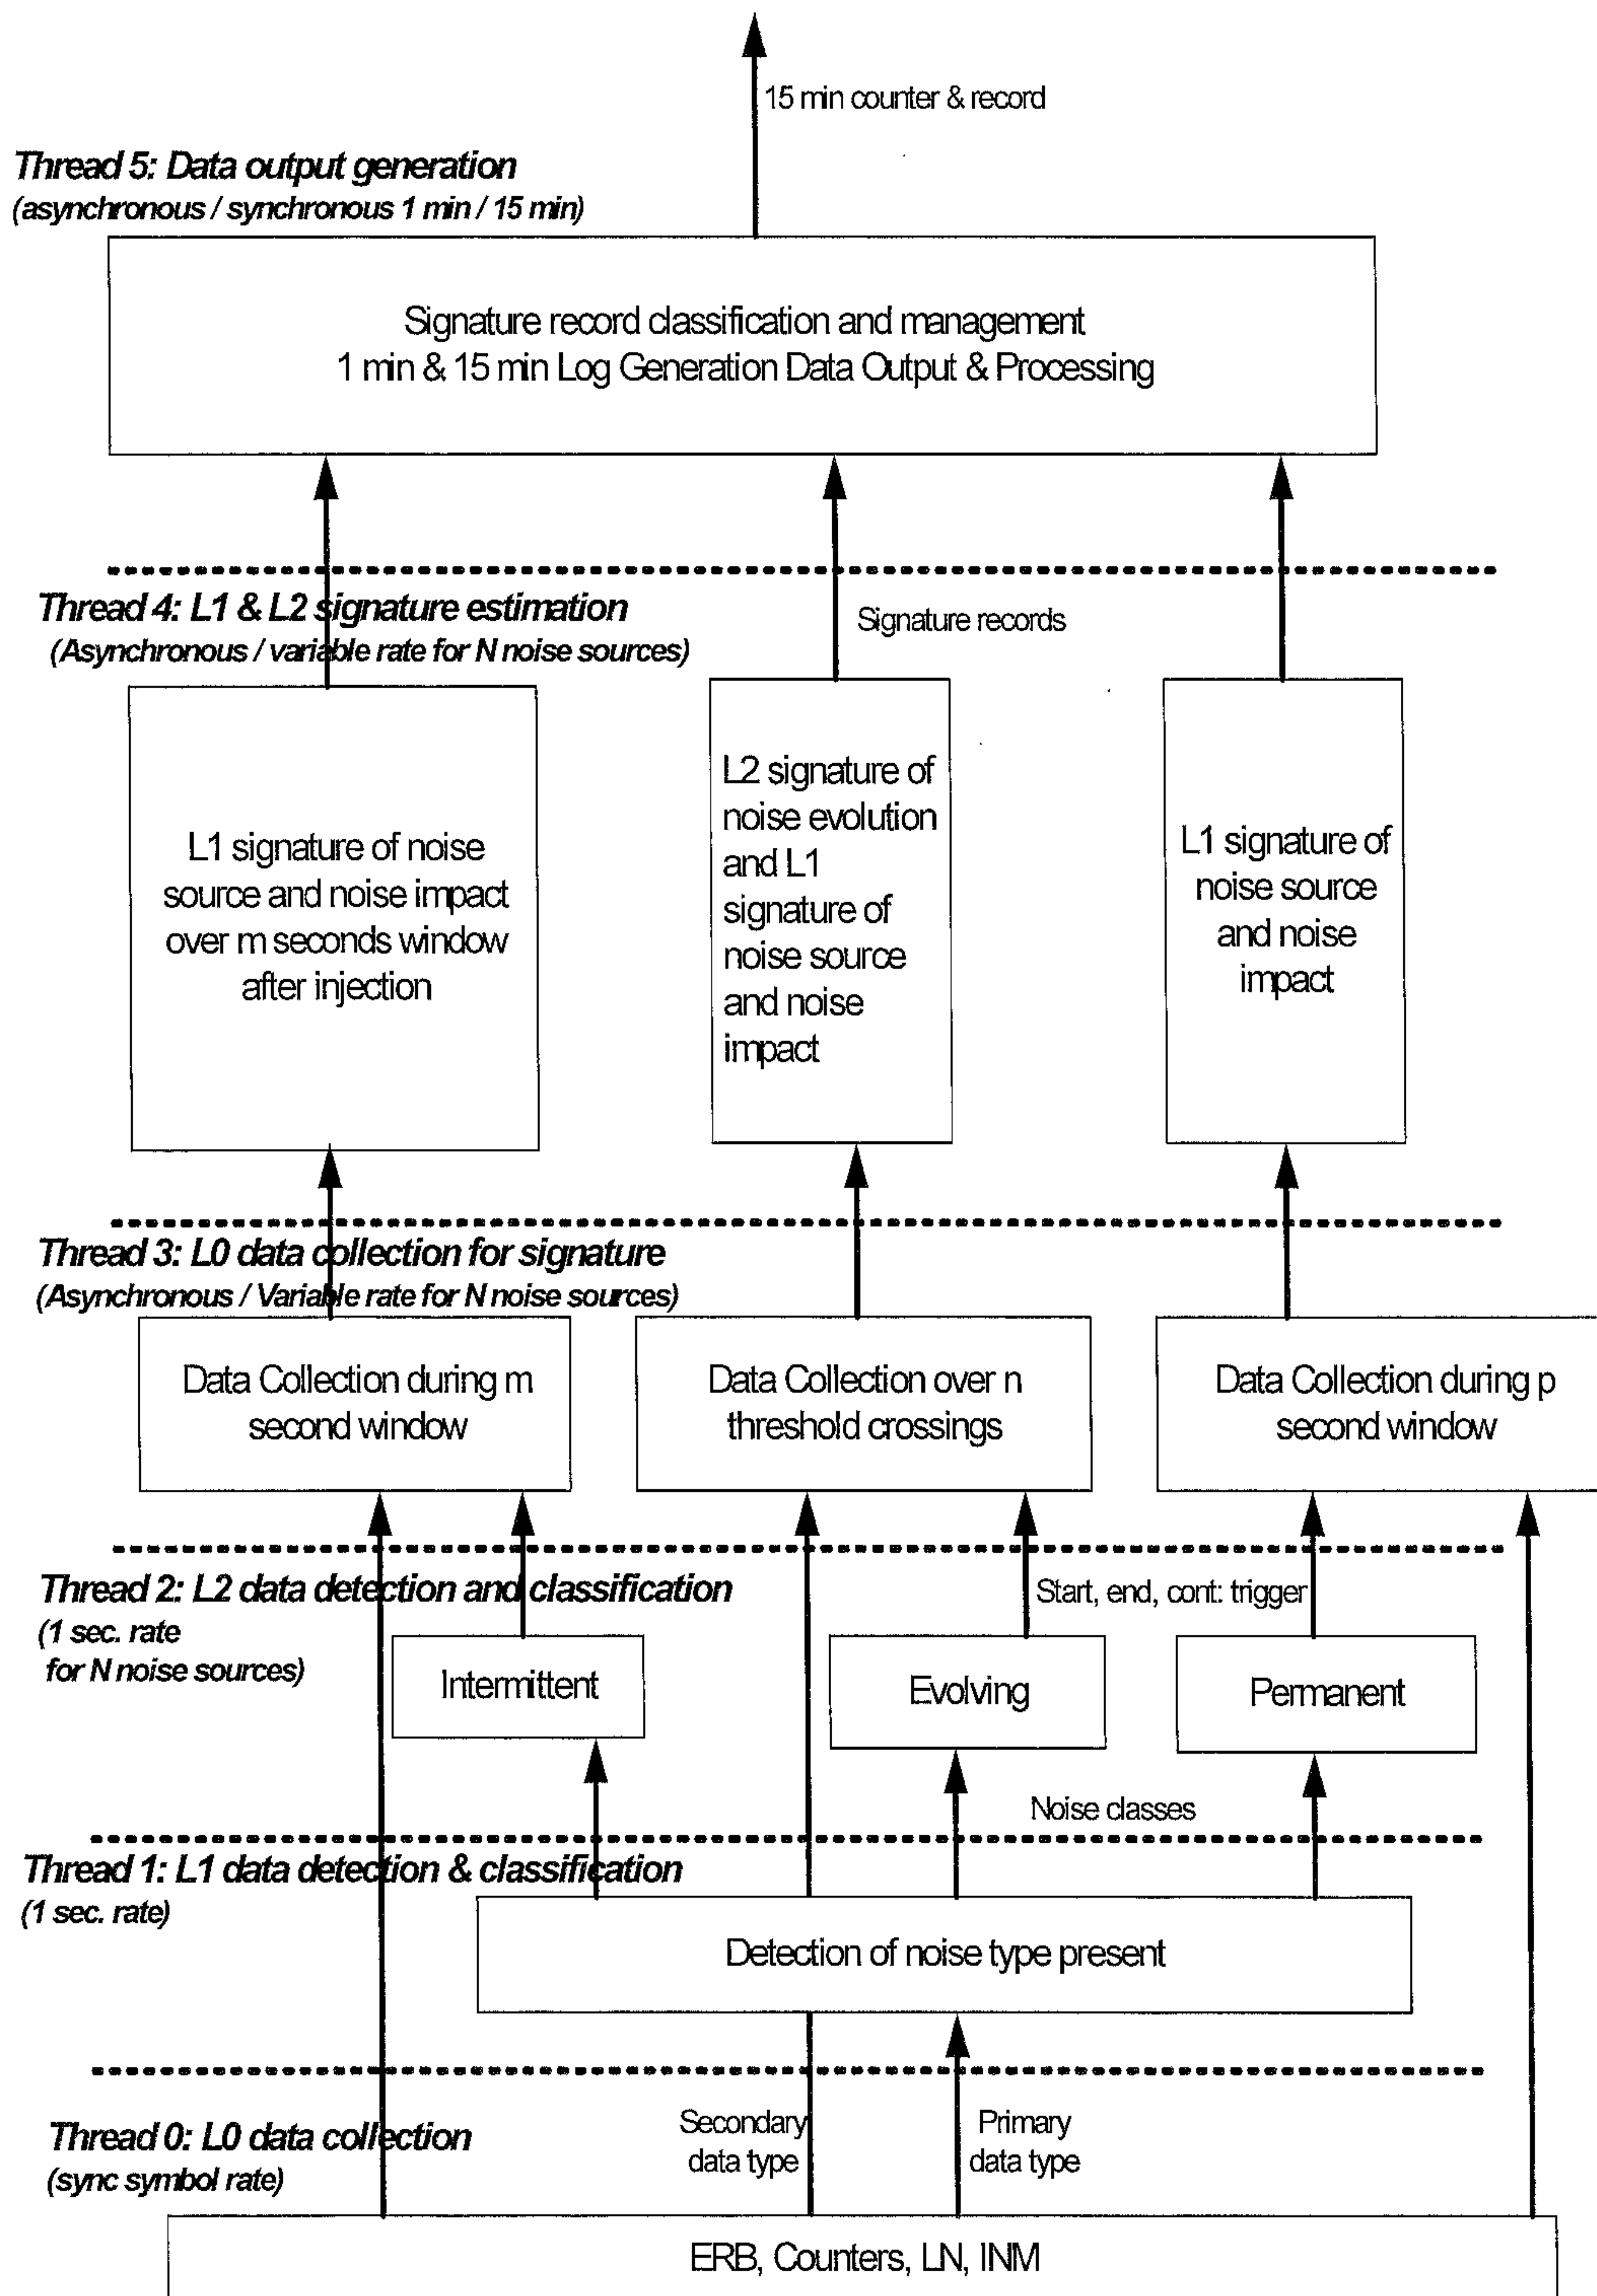 15 min counter & record
Thread 5: Data output generation
(asynchronous / synchronous 1 min / 15 min)
Signature record classification and management
1 min & 15 min Log Generation Data Output & Processing
Thread 4: L1 & L2 signature estimation
(Asynchronous / variable rate for N noise sources)
Signature records
L1 signature of noise
source and noise impact
over m seconds window
after injection
L2 signature of
noise evolution
and L1
signature of
noise source
and noise
impact
L1 signature of
noise source
and noise
impact
Thread 3: L0 data collection for signature
(Asynchronous / Variable rate for N noise sources)
Data Collection during m
second window
Data Collection over n
threshold crossings
Data Collection during p
second window
Thread 2: L2 data detection and classification
(1 sec. rate
for N noise sources)
Start, end, cont: trigger
Intermittent
Evolving
Permanent
Noise classes
Thread 1: L1 data detection & classification
(1 sec. rate)
Detection of noise type present
Thread 0: L0 data collection
(sync symbol rate)
Secondary
data type
Primary
data type
ERB, Counters, LN, INM